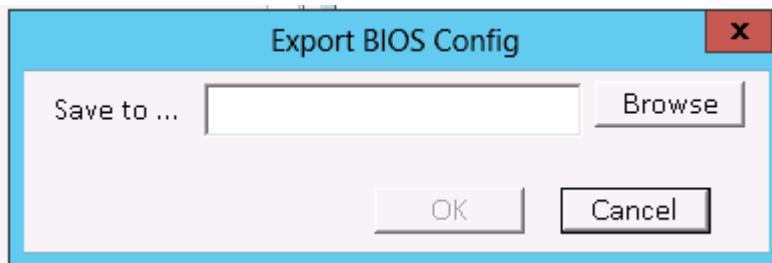 Export BIOS Config
x
Save to ...
Browse
OK
Cancel